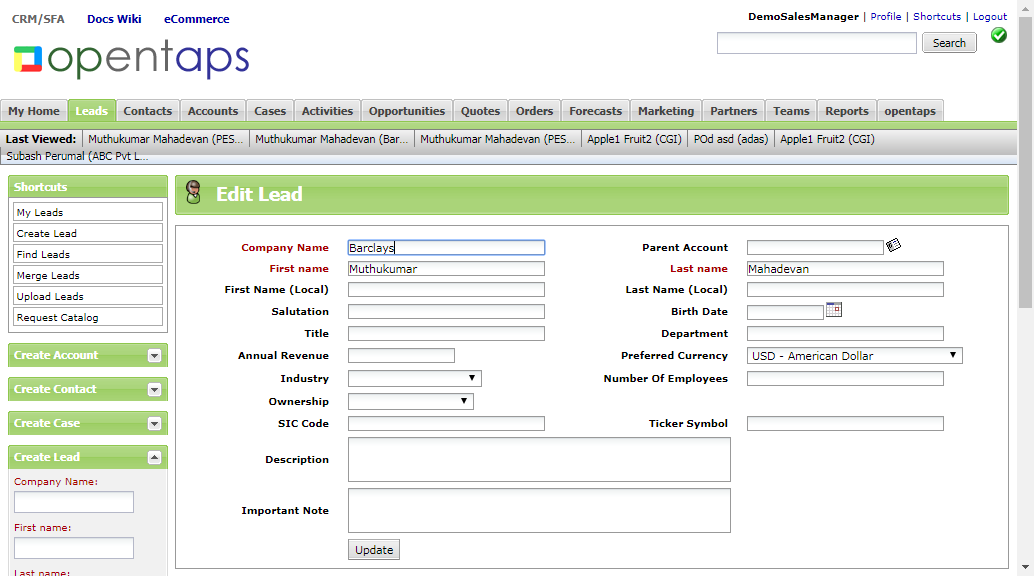 CRM/SFA Docs Wiki eCommerce
DemoSalesManager | Profile | Shortcuts | Logout
opentaps
Search
My Home Leads Contacts Accounts Cases Activities Opportunities Quotes Orders Forecasts Marketing Partners Teams Reports opentaps
Last Viewed: Muthukumar Mahadevan (PES... Muthukumar Mahadevan (Bar... Muthukumar Mahadevan (PES... Apple1 Fruit2 (CGI) POd asd (adas) Apple1 Fruit2 (CGI)
Subash Perumal (ABC Pvt L...
Shortcuts
My Leads
Create Lead
Find Leads
Merge Leads
Upload Leads
Request Catalog
Create Account
Create Contact
Create Case
Create Lead
Company Name:
First name:
Last name:
Edit Lead
Company Name Barclays Parent Account
First name Muthukumar Last name Mahadevan
First Name (Local) Last Name (Local)
Salutation Birth Date
Title Department
Annual Revenue Preferred Currency USD - American Dollar
Industry Number Of Employees
Ownership
SIC Code Ticker Symbol
Description
Important Note
Update